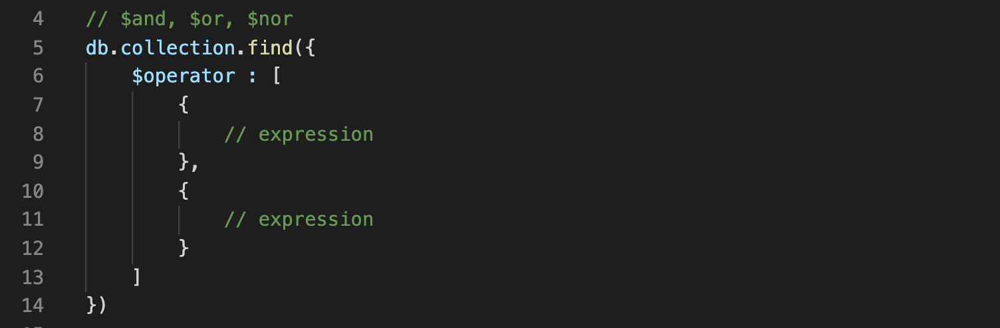 4 // $and, $or, $nor
5 db.collection.find({
6 $operator : [
7 {
8 // expression
9 },
10 {
11 // expression
12 }
13 ]
14 })